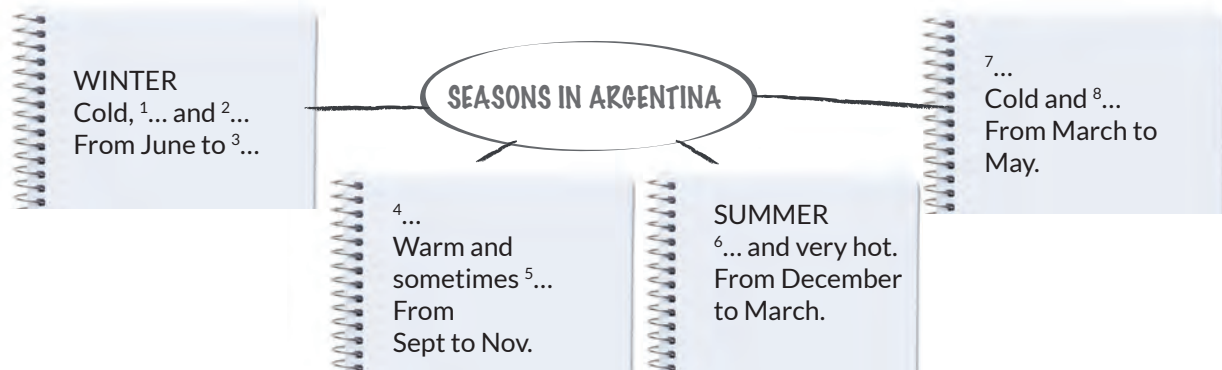 WINTER
Cold, ¹... and ²...
From June to ³...
SEASONS IN ARGENTINA
⁷...
Cold and ⁸...
From March to
May.
⁴...
Warm and
sometimes ⁵...
From
Sept to Nov.
SUMMER
⁶... and very hot.
From December
to March.